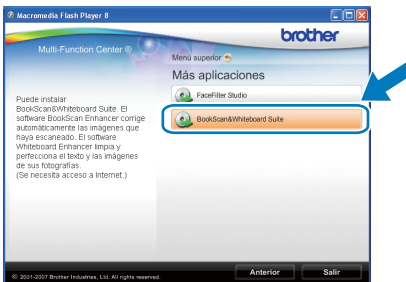 Macromedia Flash Player 8
brother
Multi-Function Center ®
Menú superior
Más aplicaciones
FaceFilter Studio
BookScan&Whiteboard Suite
Puede instalar
BookScan&Whiteboard Suite. El
software BookScan Enhancer corrige
automáticamente las imágenes que
haya escaneado. El software
Whiteboard Enhancer limpia y
perfecciona el texto y las imágenes
de sus fotografías.
(Se necesita acceso a Internet.)
© 2001-2007 Brother Industries, Ltd. All rights reserved.
Anterior
Salir